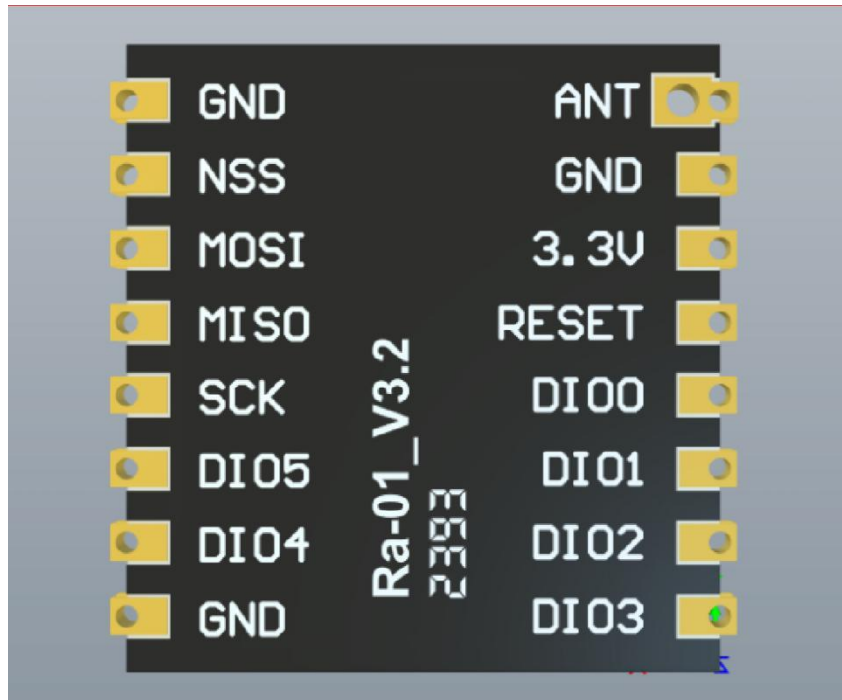 GND
NSS
MOSI
MISO
SCK
DIO5
DIO4
GND
ANT
GND
3.3V
RESET
DIO0
DIO1
DIO2
DIO3
Ra-01_V3.2
2393
Z